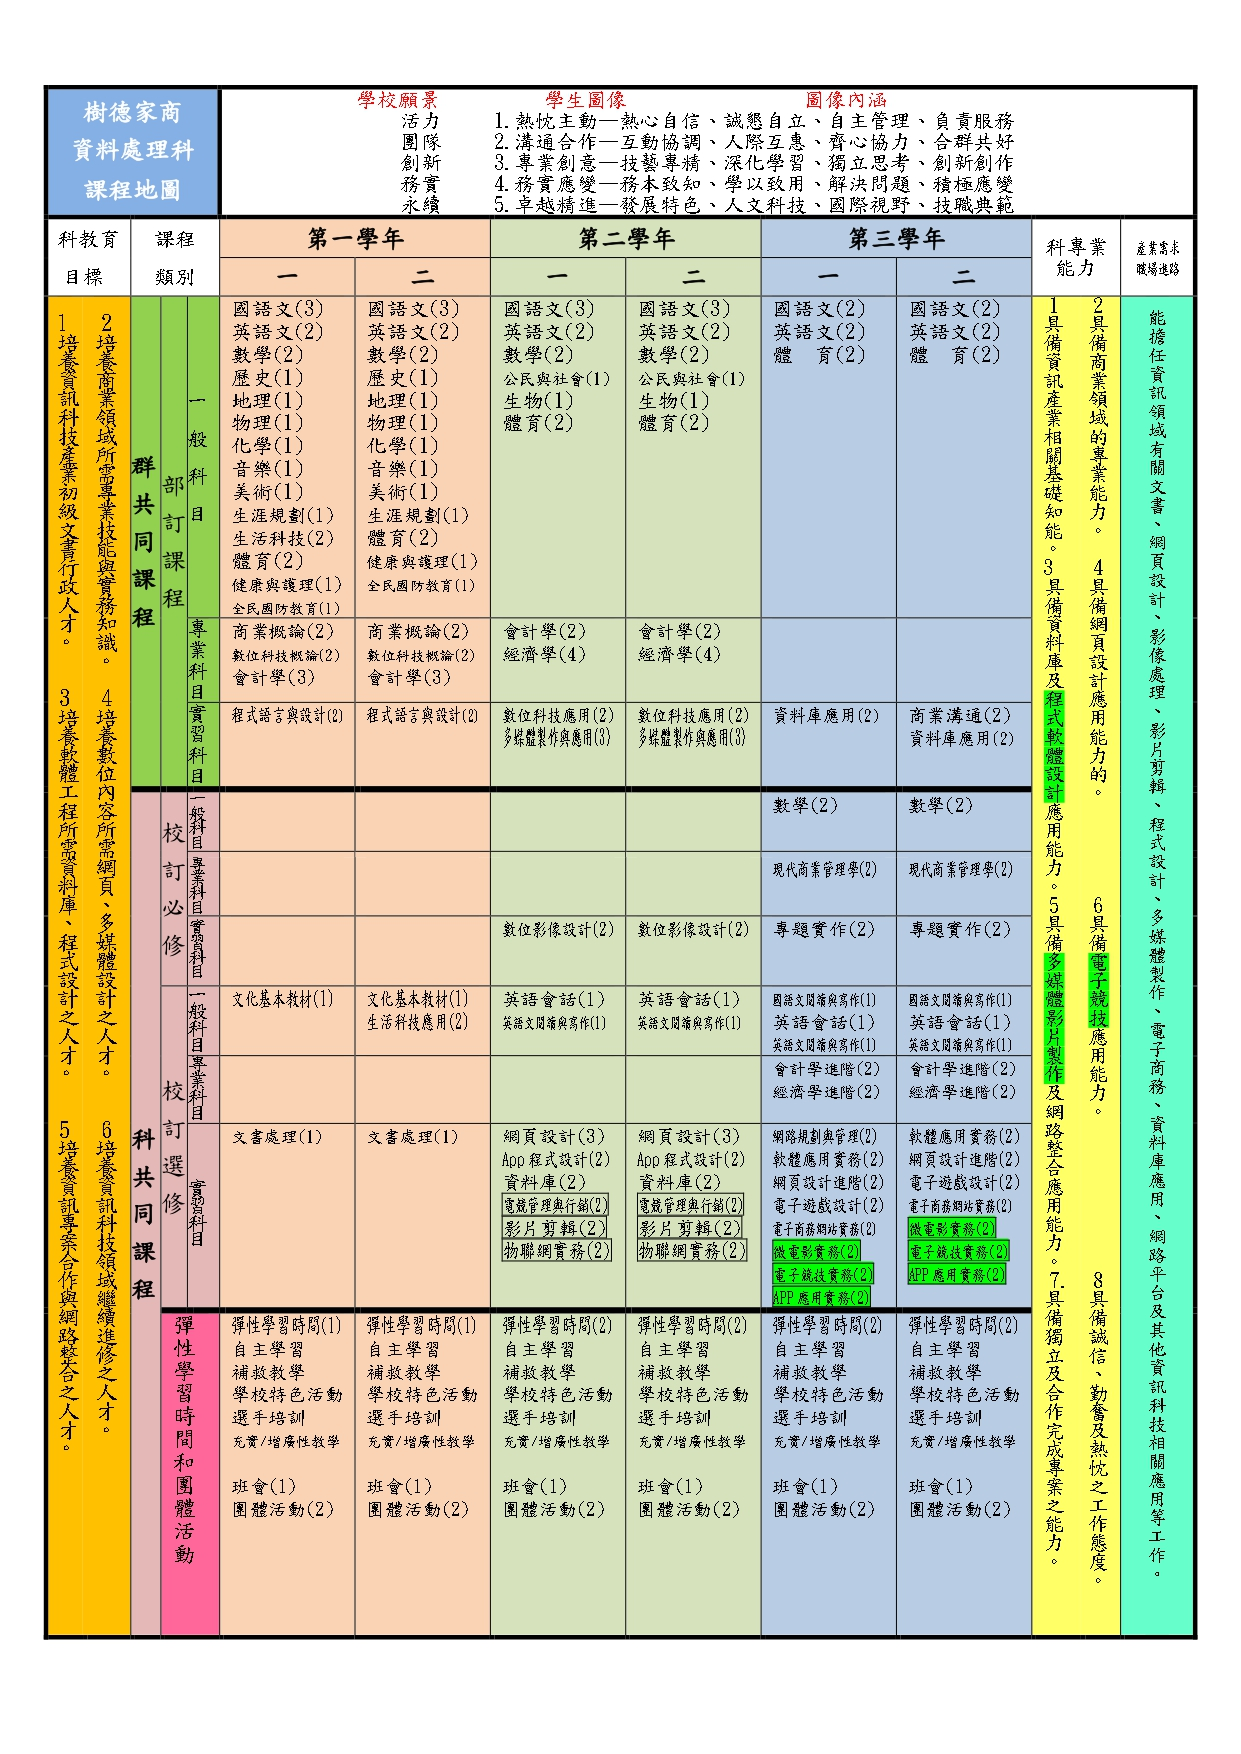 樹德家商
資料處理科
課程地圖
學校願景 學生圖像 圖像內涵
活力 1.熱忱主動—熱心自信、誠懇自立、自主管理、負責服務
團隊 2.溝通合作—互動協調、人際互惠、齊心協力、合群共好
創新 3.專業創意—技藝專精、深化學習、獨立思考、創新創作
務實 4.務實應變—務本致知、學以致用、解決問題、積極應變
永續 5.卓越精進—發展特色、人文科技、國際視野、技職典範
科教育 課程 第一學年 第二學年 第三學年 科專業 產業需求
目標 類別 一 二 一 二 一 二 能力 職場進路
1培養資訊科技產業初級文書行政人才。
2培養商業領域所需專業技能與實務知識。
3培養軟體工程所需資料庫、程式設計之人才。
4培養數位內容所需網頁、多媒體設計之人才。
5培養資訊專案合作與網路整合之人才。
6培養資訊科技領域繼續進修之人才。
群共同課程
部訂課程
一般科目
國語文(3) 國語文(3) 國語文(3) 國語文(3) 國語文(2) 國語文(2)
英語文(2) 英語文(2) 英語文(2) 英語文(2) 英語文(2) 英語文(2)
數學(2) 數學(2) 數學(2) 數學(2) 體 育(2) 體 育(2)
歷史(1) 歷史(1) 公民與社會(1) 公民與社會(1)
地理(1) 地理(1) 生物(1) 生物(1)
物理(1) 物理(1) 體育(2) 體育(2)
化學(1) 化學(1)
音樂(1) 音樂(1)
美術(1) 美術(1)
生涯規劃(1) 生涯規劃(1)
生活科技(2) 體育(2)
體育(2) 健康與護理(1)
健康與護理(1) 全民國防教育(1)
全民國防教育(1)
專業科目
商業概論(2) 商業概論(2) 會計學(2) 會計學(2)
數位科技概論(2) 數位科技概論(2) 經濟學(4) 經濟學(4)
會計學(3) 會計學(3)
實習科目
程式語言與設計(2) 程式語言與設計(2) 數位科技應用(2) 數位科技應用(2) 資料庫應用(2) 商業溝通(2)
多媒體製作與應用(3) 多媒體製作與應用(3) 資料庫應用(2)
科共同課程
校訂必修
一般科目
數學(2) 數學(2)
專業科目
現代商業管理學(2) 現代商業管理學(2)
實習科目
數位影像設計(2) 數位影像設計(2) 專題實作(2) 專題實作(2)
校訂選修
一般科目
文化基本教材(1) 文化基本教材(1) 英語會話(1) 英語會話(1) 國語文閱讀與寫作(1) 國語文閱讀與寫作(1)
生活科技應用(2) 英語文閱讀與寫作(1) 英語文閱讀與寫作(1) 英語會話(1) 英語會話(1)
英語文閱讀與寫作(1) 英語文閱讀與寫作(1)
專業科目
會計學進階(2) 會計學進階(2)
經濟學進階(2) 經濟學進階(2)
實習科目
文書處理(1) 文書處理(1) 網頁設計(3) 網頁設計(3) 網路規劃與管理(2) 軟體應用實務(2)
App 程式設計(2) App 程式設計(2) 軟體應用實務(2) 網頁設計進階(2)
資料庫(2) 資料庫(2) 網頁設計進階(2) 電子遊戲設計(2)
電競管理與行銷(2) 電競管理與行銷(2) 電子遊戲設計(2) 電子商務網站實務(2)
影片剪輯(2) 影片剪輯(2) 電子商務網站實務(2) 微電影實務(2)
物聯網實務(2) 物聯網實務(2) 微電影實務(2) 電子競技實務(2)
電子競技實務(2) APP 應用實務(2)
APP 應用實務(2)
彈性學習時間和團體活動
彈性學習時間(1) 彈性學習時間(1) 彈性學習時間(2) 彈性學習時間(2) 彈性學習時間(2) 彈性學習時間(2)
自主學習 自主學習 自主學習 自主學習 自主學習 自主學習
補救教學 補救教學 補救教學 補救教學 補救教學 補救教學
學校特色活動 學校特色活動 學校特色活動 學校特色活動 學校特色活動 學校特色活動
選手培訓 選手培訓 選手培訓 選手培訓 選手培訓 選手培訓
充實/增廣性教學 充實/增廣性教學 充實/增廣性教學 充實/增廣性教學 充實/增廣性教學 充實/增廣性教學
班會(1) 班會(1) 班會(1) 班會(1) 班會(1) 班會(1)
團體活動(2) 團體活動(2) 團體活動(2) 團體活動(2) 團體活動(2) 團體活動(2)
1具備資訊產業相關基礎知能。
2具備商業領域的專業能力。
3具備資料庫及程式軟體設計應用能力。
4具備網頁設計應用能力的。
5具備多媒體影片製作及網路整合應用能力。
6具備電子競技應用能力。
7.具備獨立及合作完成專案之能力。
8具備誠信、勤奮及熱忱之工作態度。
能擔任資訊領域有關文書、網頁設計、影像處理、影片剪輯、程式設計、多媒體製作、電子商務、資料庫應用、網路平台及其他資訊科技相關應用等工作。